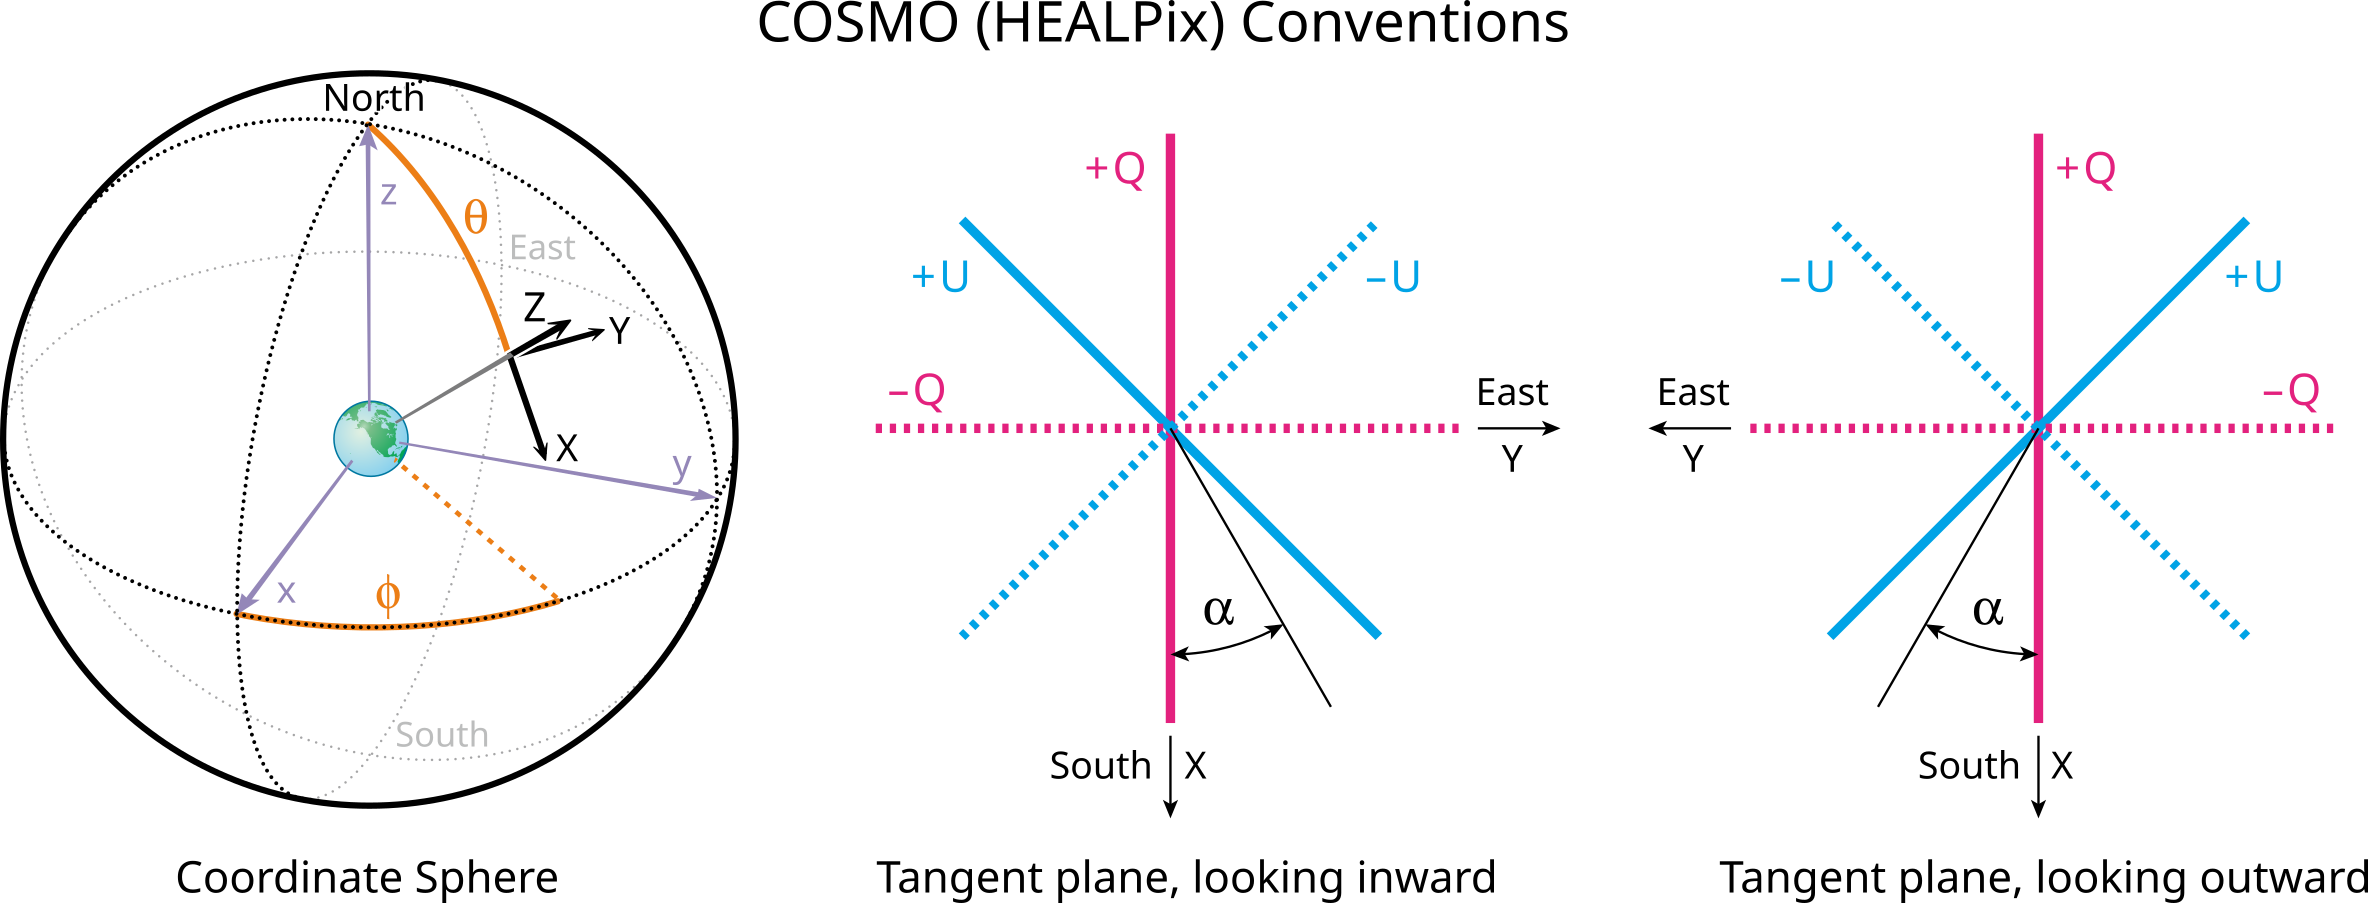 COSMO (HEALPix) Conventions
North
z
θ
East
Z
Y
X
y
x
ϕ
South
Coordinate Sphere
+Q
+U
–U
–Q
East
Y
α
South
X
Tangent plane, looking inward
+Q
–U
+U
–Q
East
Y
α
South
X
Tangent plane, looking outward